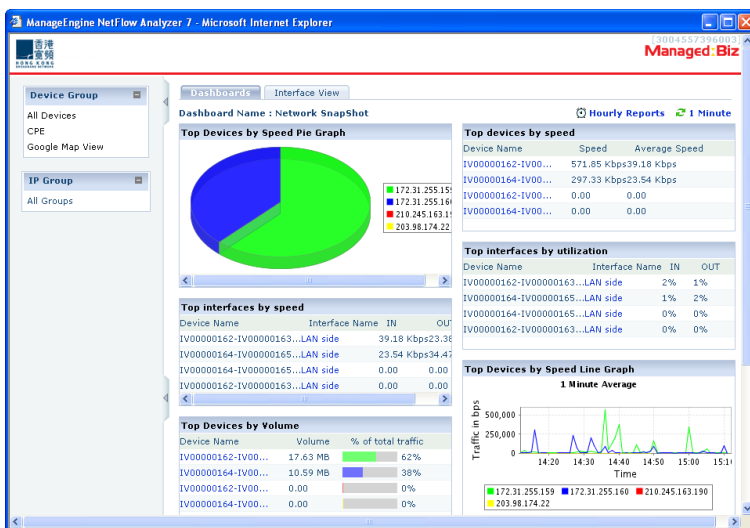 ManageEngine NetFlow Analyzer 7 - Microsoft Internet Explorer
香港
寬頻
HONG KONG
BROADBAND NETWORK
[3004557396003]
Managed:Biz
Device Group
All Devices
CPE
Google Map View
IP Group
All Groups
Dashboards
Interface View
Dashboard Name : Network SnapShot
Hourly Reports
1 Minute
Top Devices by Speed Pie Graph
172.31.255.159
172.31.255.160
210.245.163.1
203.98.174.22
Top interfaces by speed
Device Name Interface Name IN OUT
IV00000162-IV00000163...LAN side 39.18 Kbps 23.38
IV00000164-IV00000165...LAN side 23.54 Kbps 34.47
IV00000164-IV00000165...LAN side 0.00 0.00
IV00000162-IV00000163...LAN side 0.00 0.00
Top Devices by Volume
Device Name Volume % of total traffic
IV00000162-IV00... 17.63 MB 62%
IV00000164-IV00... 10.59 MB 38%
IV00000162-IV00... 0.00 0%
IV00000164-IV00... 0.00 0%
Top devices by speed
Device Name Speed Average Speed
IV00000162-IV00... 571.85 Kbps 39.18 Kbps
IV00000164-IV00... 297.33 Kbps 23.54 Kbps
IV00000162-IV00... 0.00 0.00
IV00000164-IV00... 0.00 0.00
Top interfaces by utilization
Device Name Interface Name IN OUT
IV00000162-IV00000163...LAN side 2% 1%
IV00000164-IV00000165...LAN side 1% 2%
IV00000164-IV00000165...LAN side 0% 0%
IV00000162-IV00000163...LAN side 0% 0%
Top Devices by Speed Line Graph
1 Minute Average
Traffic in bps
500,000
250,000
0
14:20 14:30 14:40 14:50 15:00 15:1
Time
172.31.255.159 172.31.255.160 210.245.163.190
203.98.174.22